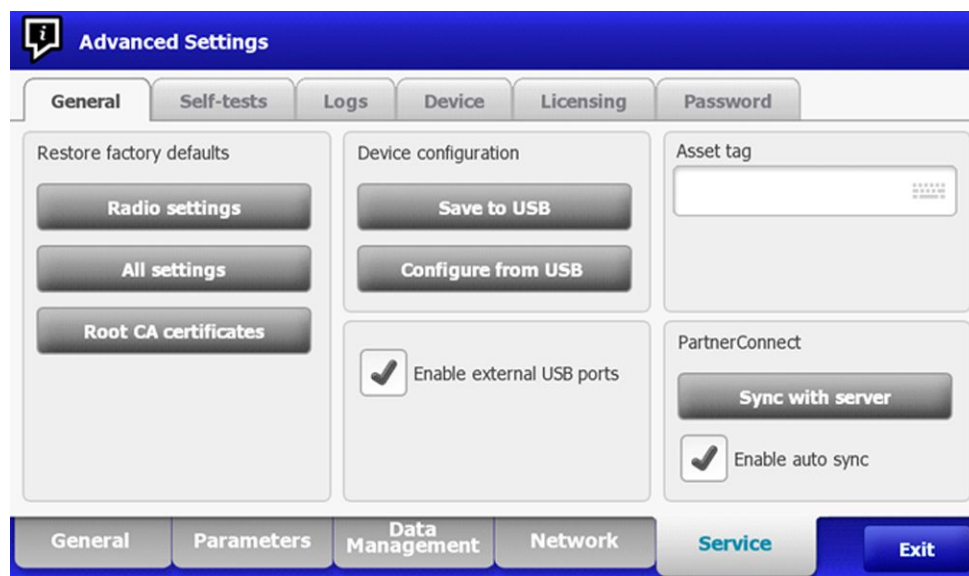 Advanced Settings
General
Self-tests
Logs
Device
Licensing
Password
Restore factory defaults
Radio settings
All settings
Root CA certificates
Device configuration
Save to USB
Configure from USB
Enable external USB ports
Asset tag
PartnerConnect
Sync with server
Enable auto sync
General
Parameters
Data
Management
Network
Service
Exit